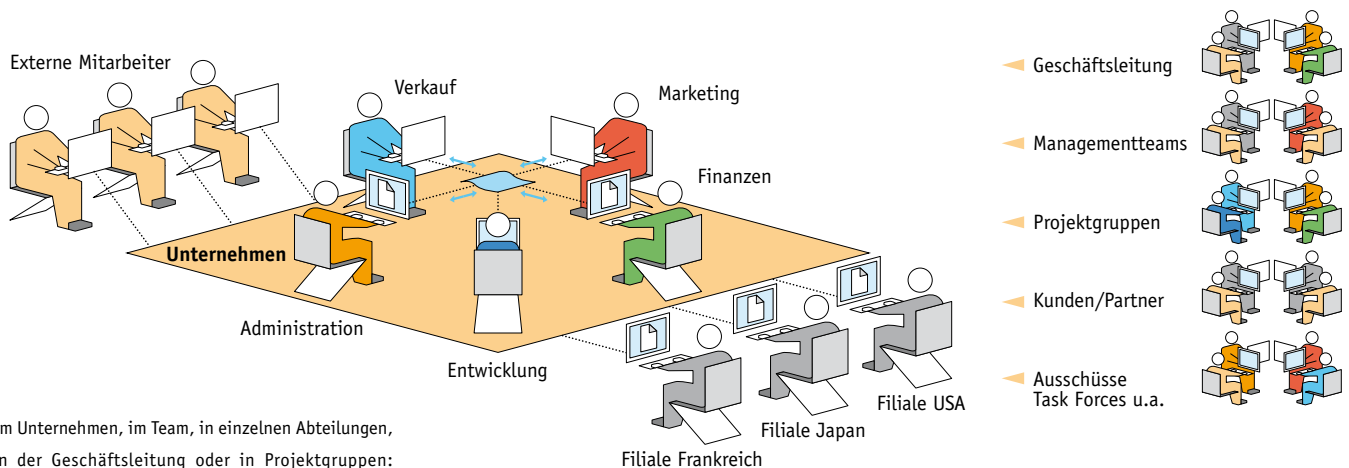 Externe Mitarbeiter
Verkauf
Marketing
Finanzen
Unternehmen
Administration
Entwicklung
Filiale USA
Filiale Japan
Filiale Frankreich
Geschäftsleitung
Managementteams
Projektgruppen
Kunden/Partner
Ausschüsse
Task Forces u.a.
m Unternehmen, im Team, in einzelnen Abteilungen,
n der Geschäftsleitung oder in Projektgruppen: